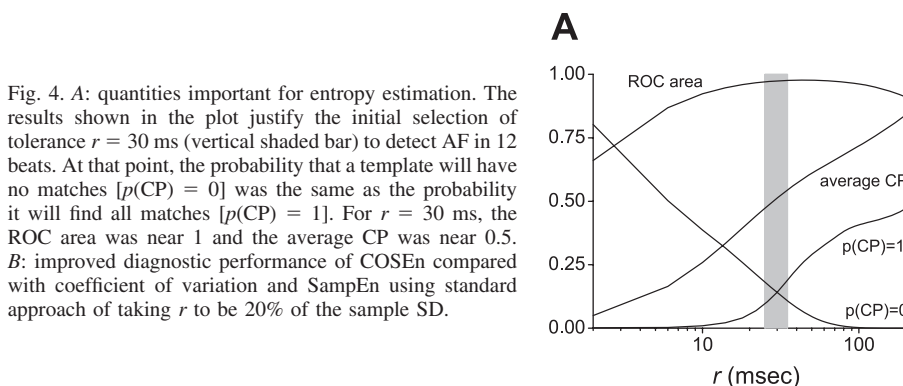 Fig. 4. A: quantities important for entropy estimation. The
results shown in the plot justify the initial selection of
tolerance r = 30 ms (vertical shaded bar) to detect AF in 12
beats. At that point, the probability that a template will have
no matches [p(CP) = 0] was the same as the probability
it will find all matches [p(CP) = 1]. For r = 30 ms, the
ROC area was near 1 and the average CP was near 0.5.
B: improved diagnostic performance of COSEn compared
with coefficient of variation and SampEn using standard
approach of taking r to be 20% of the sample SD.
A
1.00
0.75
0.50
0.25
0.00
ROC area
average CP
p(CP)=1
p(CP)=0
10
100
r (msec)